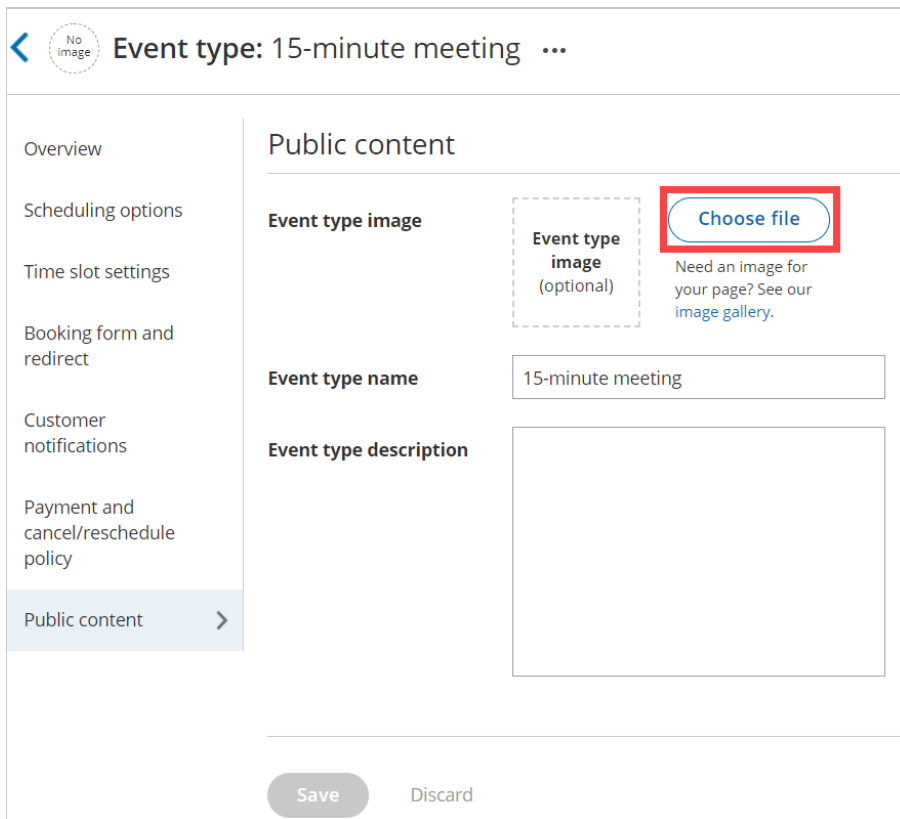 No
image
Event type: 15-minute meeting ...
Overview
Scheduling options
Time slot settings
Booking form and
redirect
Customer
notifications
Payment and
cancel/reschedule
policy
Public content
Public content
Event type image
Event type
image
(optional)
Choose file
Need an image for
your page? See our
image gallery.
Event type name
15-minute meeting
Event type description
Save
Discard